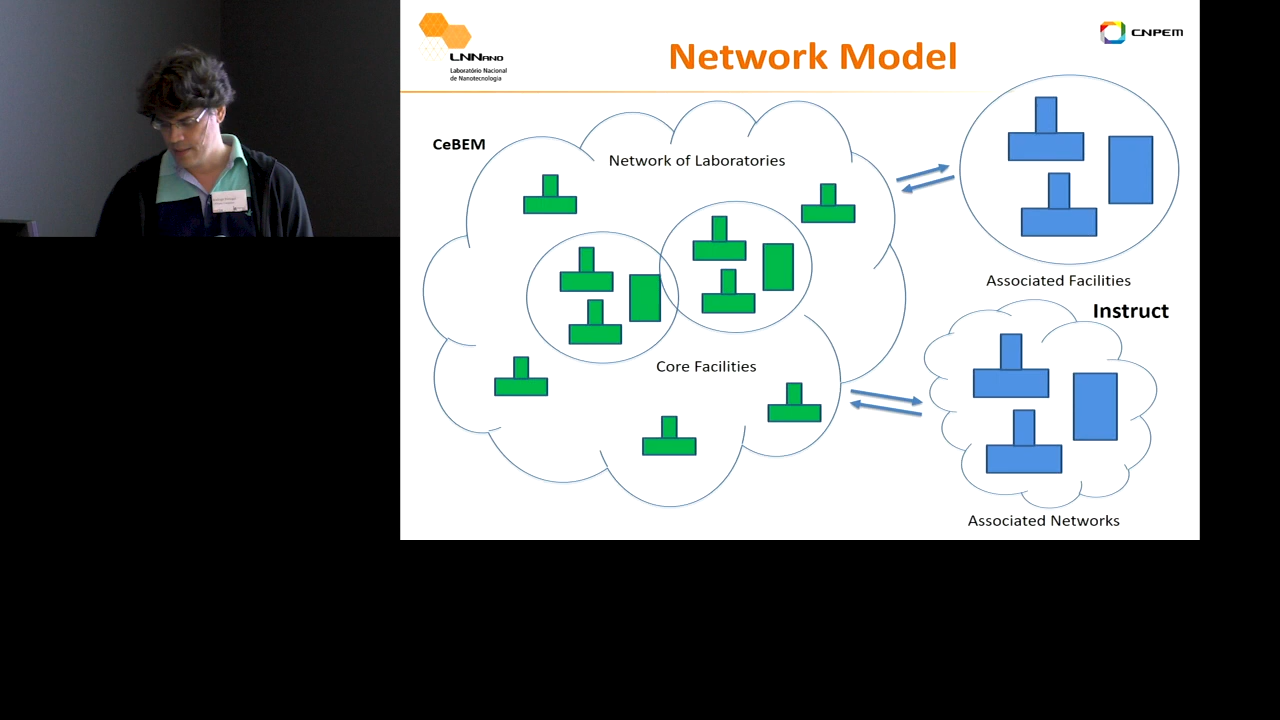 LNNANO
Laboratório Nacional
de Nanotecnologia
Network Model
CNPEM
CeBEM
Network of Laboratories
Core Facilities
Associated Facilities
Instruct
Associated Networks